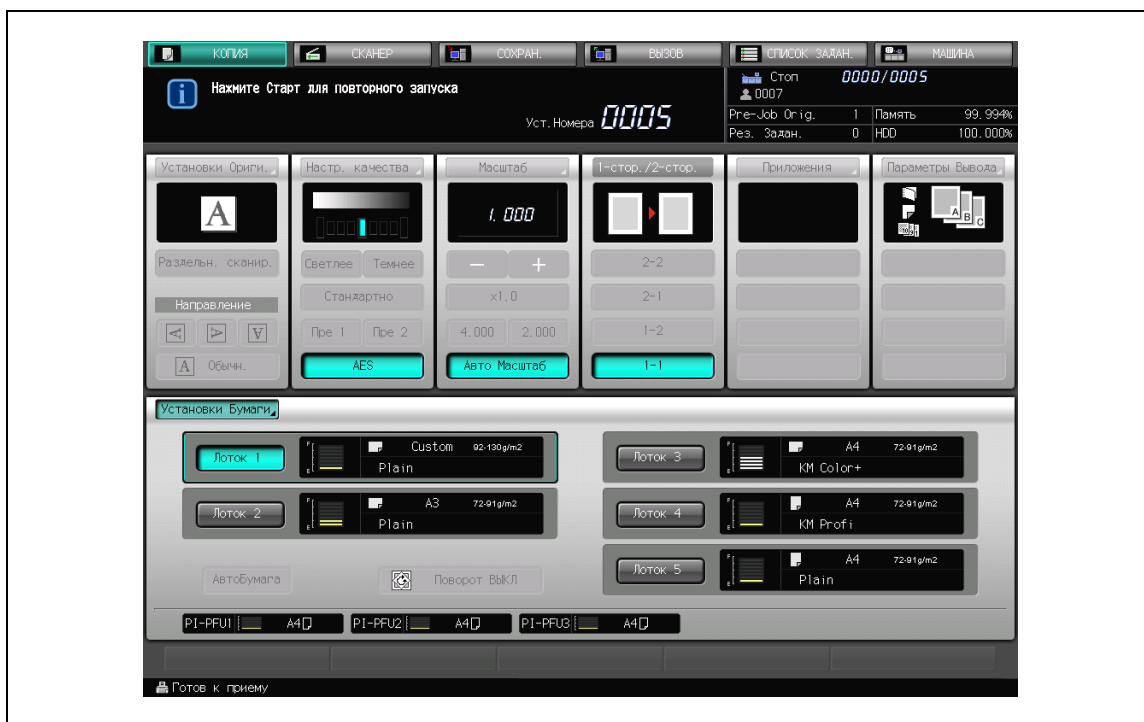 КОПИЯ СКАНЕР СОХРАН. ВЫЗОВ СПИСОК ЗАДАН. МАШИНА
Нажмите Старт для повторного запуска
Уст.Номера 0005
Стоп 0000/0005
0007
Pre-Job Orig. 1 Память 99.994%
Рез. Задан. 0 HDD 100.000%
Установки Ориги. Настр. качества Масштаб 1-стор./2-стор. Приложения Параметры Вывода
A 1.000 A B C
Раздельн. сканир. Светлее Темнее − + 2-2
Направление Стандартно x1.0 2-1
A A A Пре 1 Пре 2 4.000 2.000 1-2
A Обычн. AES Авто Масштаб 1-1
Установки Бумаги
Лоток 1 F E Custom 92-130g/m2
Plain
Лоток 2 F E A3 72-91g/m2
Plain
Лоток 3 F E A4 72-91g/m2
KM Color+
Лоток 4 F E A4 72-91g/m2
KM Profi
Лоток 5 F E A4 72-91g/m2
Plain
АвтоБумага Поворот ВЫКЛ
PI-PFU1 A4 PI-PFU2 A4 PI-PFU3 A4
Готов к приему